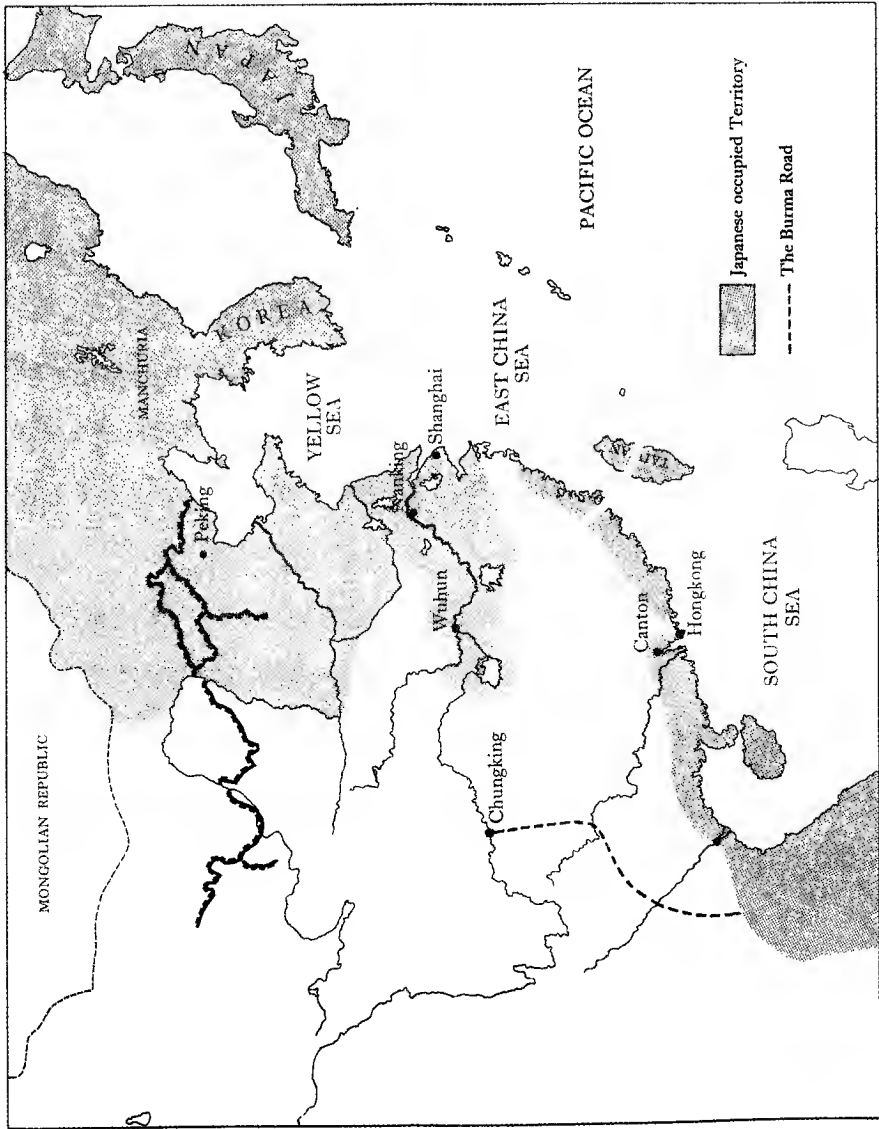 MONGOLIAN REPUBLIC
MANCHURIA
JAPAN
KOREA
Peking
YELLOW
SEA
Nanking
Shanghai
Wuhun
EAST CHINA
SEA
PACIFIC OCEAN
Chungking
Canton
Hongkong
SOUTH CHINA
SEA
Japanese occupied Territory
The Burma Road